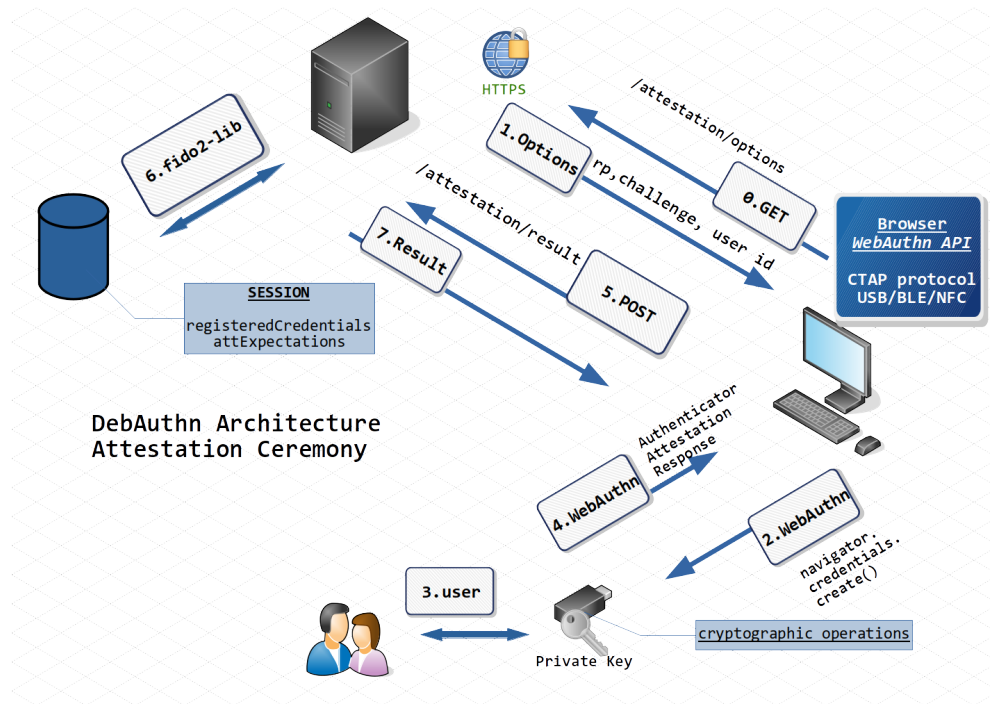 HTTPS
/attestation/options
6.fido2-lib
1.Options
rp,challenge, user id
0.GET
/attestation/result
7.Result
5.POST
Browser
WebAuthn API
CTAP protocol
USB/BLE/NFC
SESSION
registeredCredentials
attExpectations
DebAuthn Architecture
Attestation Ceremony
Authenticator
Attestation
Response
4.WebAuthn
2.WebAuthn
navigator.
credentials.
create()
3.user
cryptographic operations
Private Key